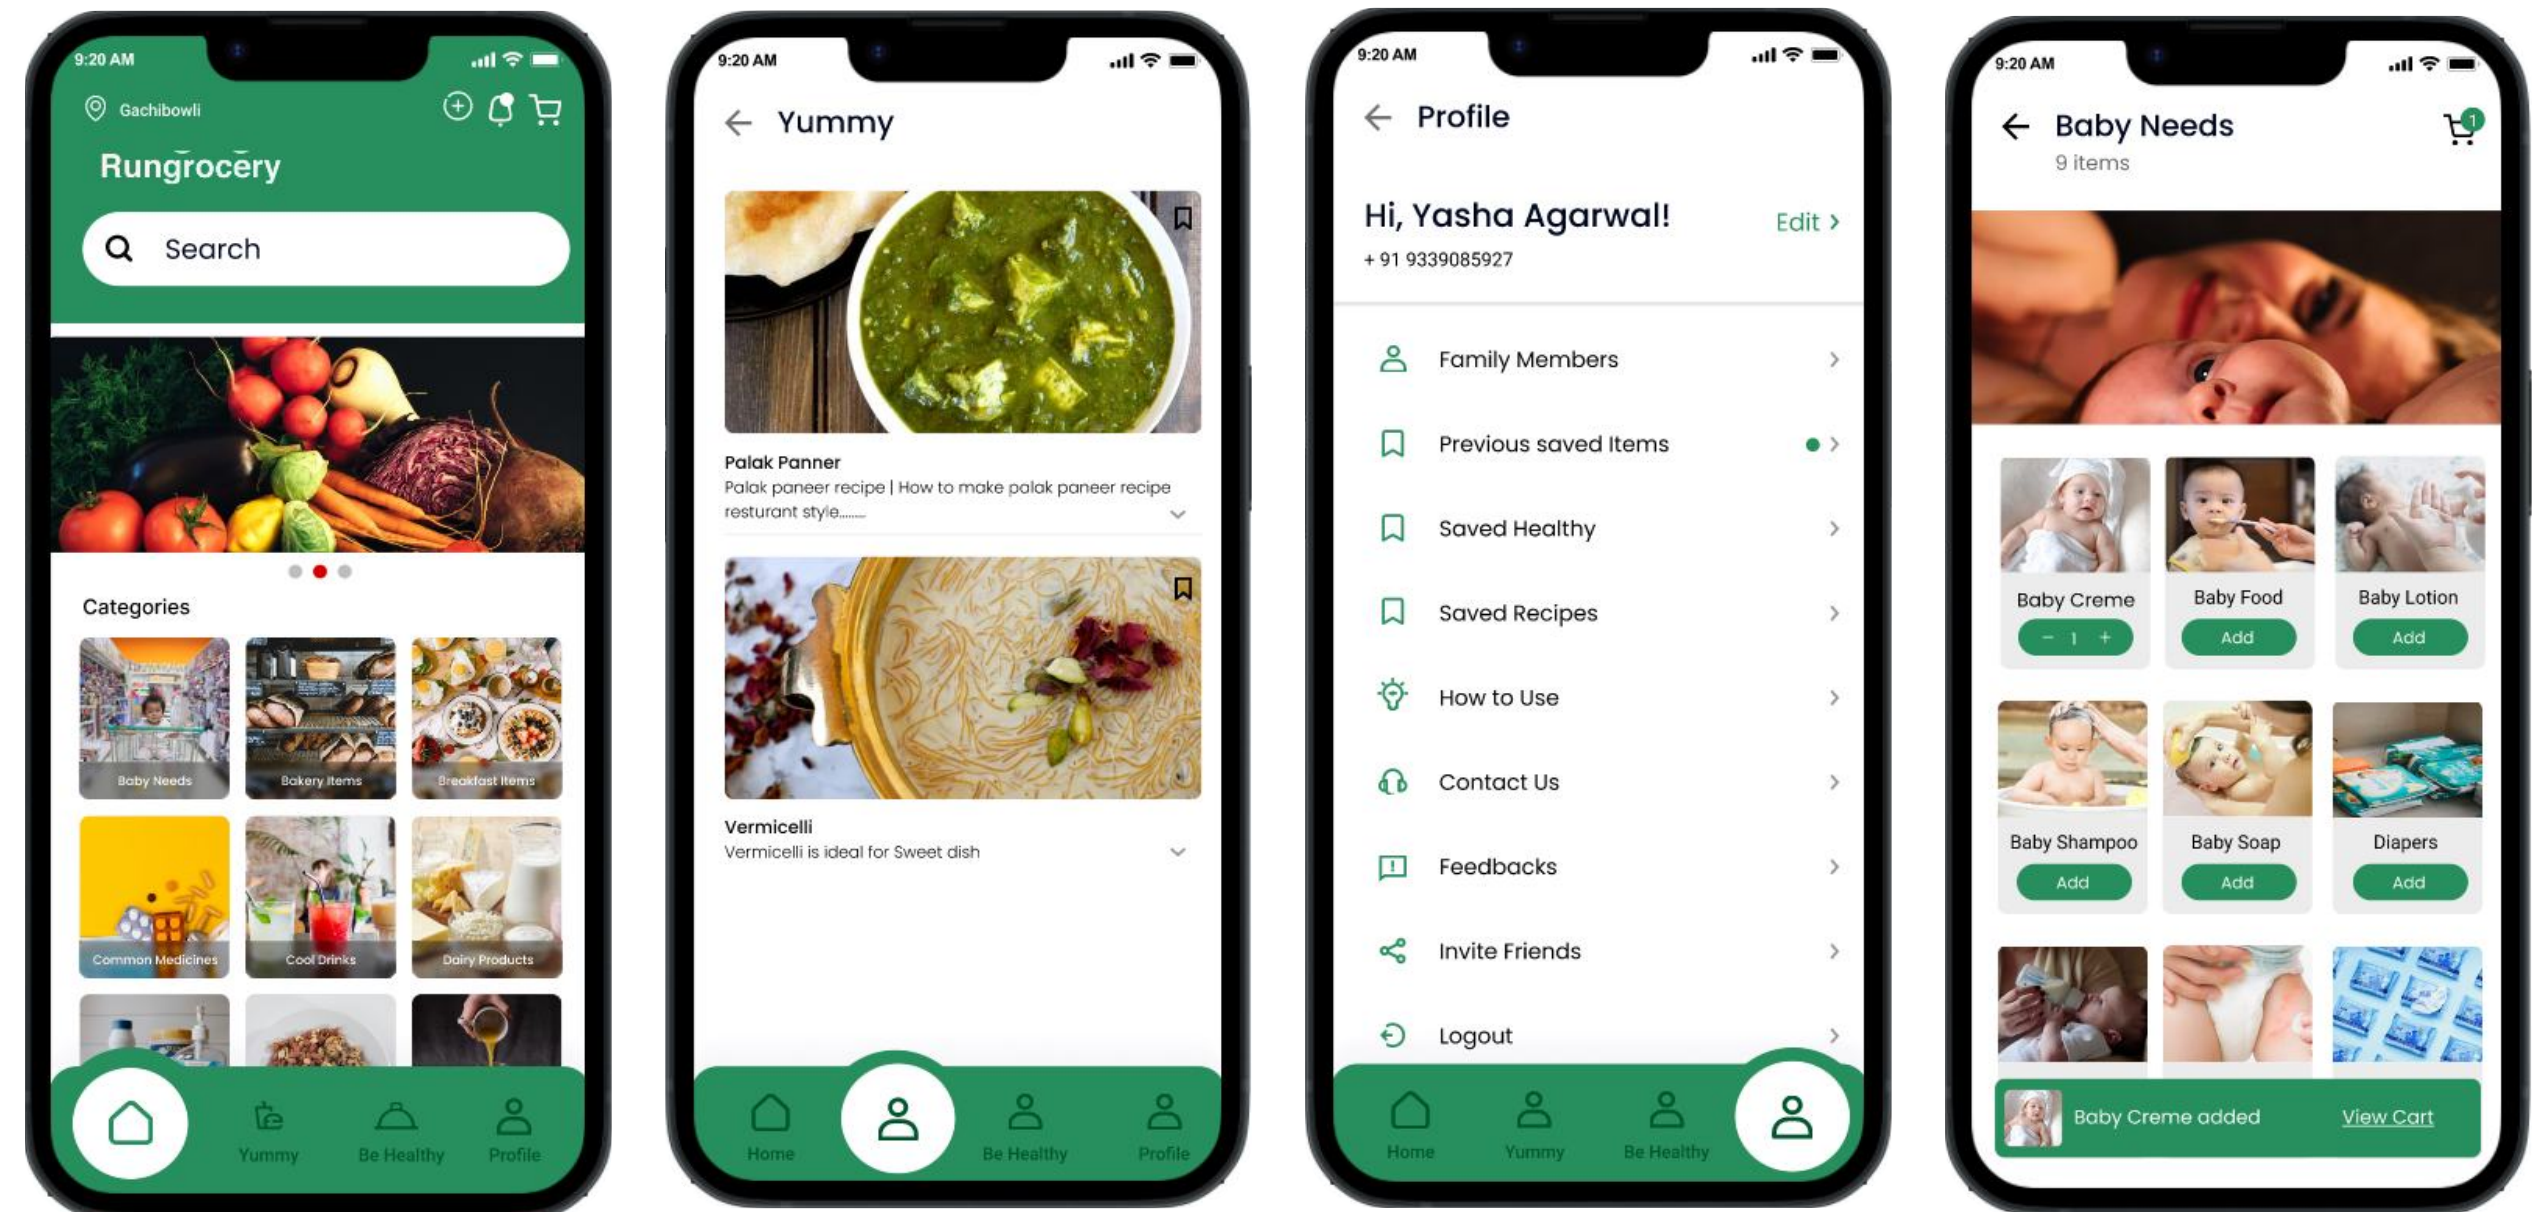 9:20 AM
Gachibowli
Rungrocery
Search
Categories
Baby Needs
Bakery Items
Breakfast Items
Common Medicines
Cool Drinks
Dairy Products
Yummy
Be Healthy
Profile
9:20 AM
Yummy
Palak Panner
Palak paneer recipe | How to make palak paneer recipe
resturant style........
Vermicelli
Vermicelli is ideal for Sweet dish
Home
Be Healthy
Profile
9:20 AM
Profile
Hi, Yasha Agarwal!
Edit >
+ 91 9339085927
Family Members
Previous saved Items
Saved Healthy
Saved Recipes
How to Use
Contact Us
Feedbacks
Invite Friends
Logout
Home
Yummy
Be Healthy
9:20 AM
Baby Needs
1
9 items
Baby Creme
Baby Food
Baby Lotion
− 1 +
Add
Add
Baby Shampoo
Baby Soap
Diapers
Add
Add
Add
Baby Creme added
View Cart